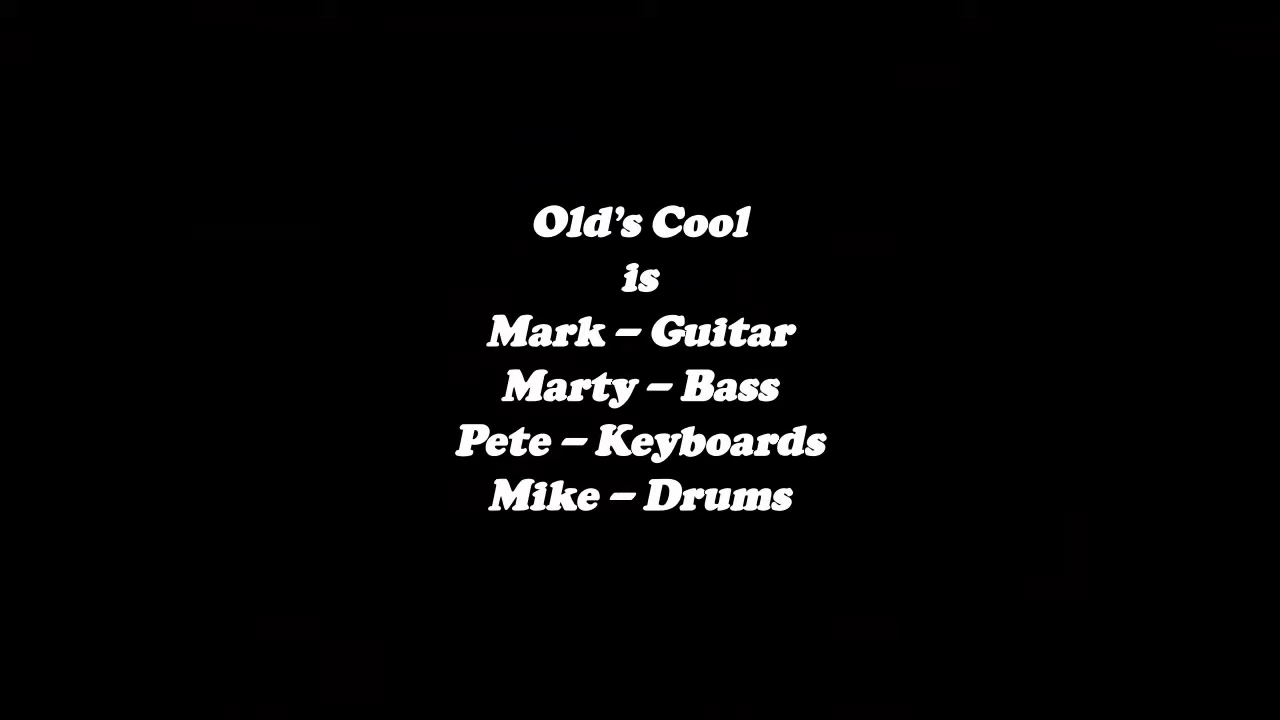 Old’s Cool
is
Mark – Guitar
Marty – Bass
Pete – Keyboards
Mike – Drums